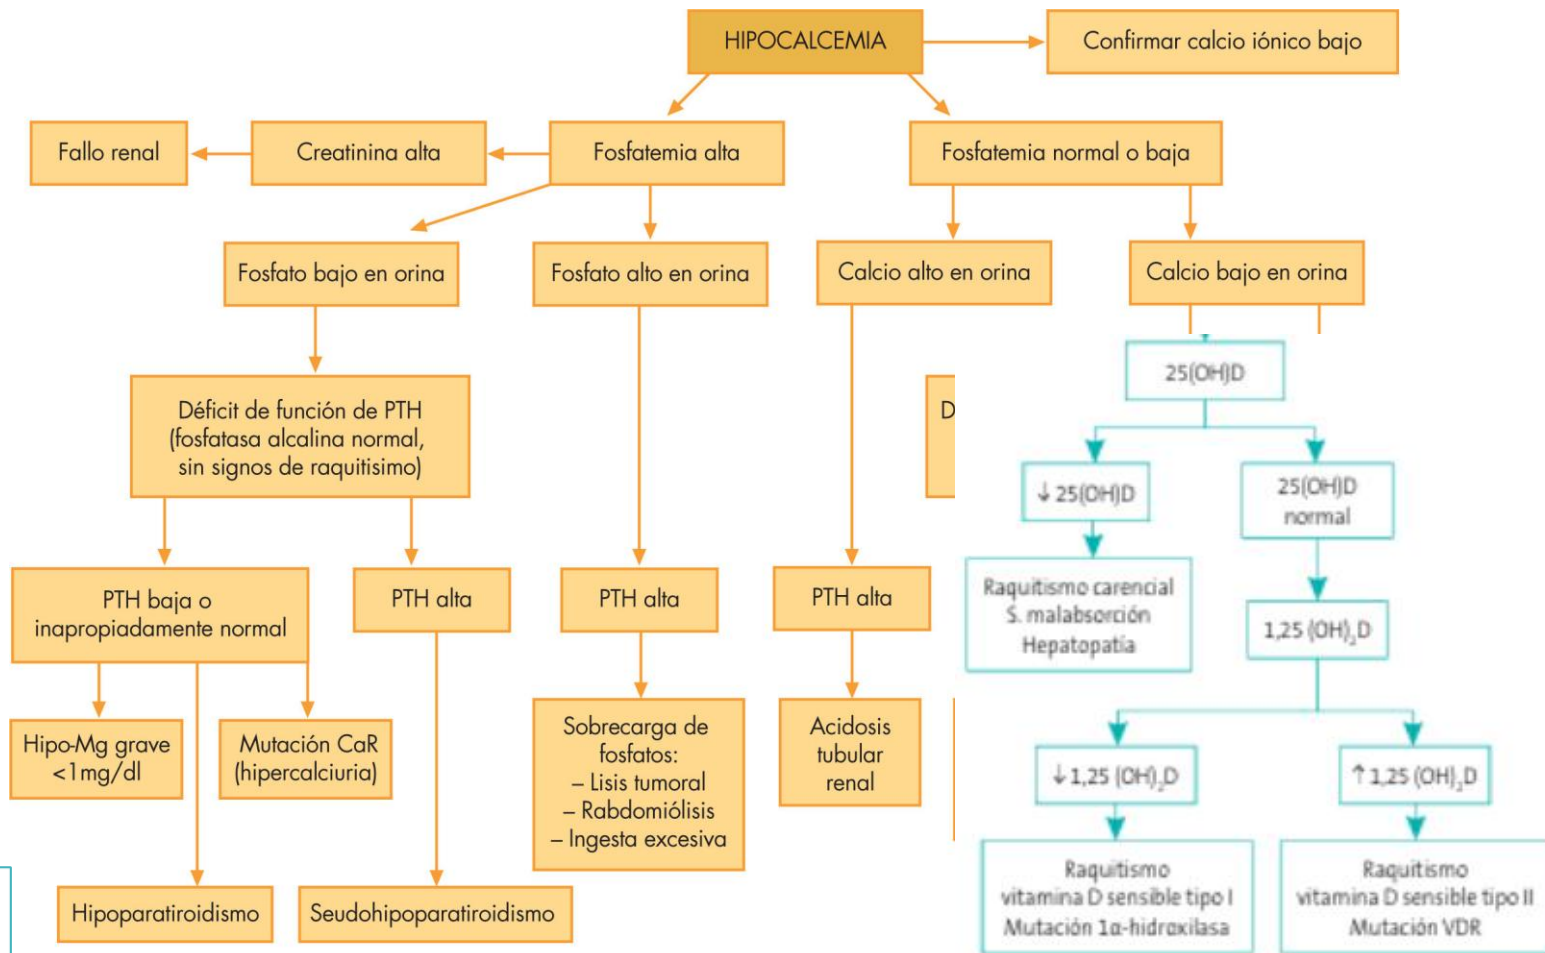 HIPOCALCEMIA
Confirmar calcio iónico bajo
Fallo renal
Creatinina alta
Fosfatemia alta
Fosfatemia normal o baja
Fosfato bajo en orina
Fosfato alto en orina
Calcio alto en orina
Calcio bajo en orina
Déficit de función de PTH
(fosfatasa alcalina normal,
sin signos de raquitisimo)
D
25(OH)D
↓ 25(OH)D
25(OH)D
normal
PTH baja o
inapropiadamente normal
PTH alta
PTH alta
PTH alta
Raquitismo carencial
S. malabsorción
Hepatopatía
1,25 (OH)₂D
Hipo-Mg grave
<1mg/dl
Mutación CaR
(hipercalciuria)
Sobrecarga de
fosfatos:
– Lisis tumoral
– Rabdomiólisis
– Ingesta excesiva
Acidosis
tubular
renal
↓ 1,25 (OH)₂D
↑ 1,25 (OH)₂D
Hipoparatiroidismo
Seudohipoparatiroidismo
Raquitismo
vitamina D sensible tipo I
Mutación 1α-hidroxilasa
Raquitismo
vitamina D sensible tipo II
Mutación VDR